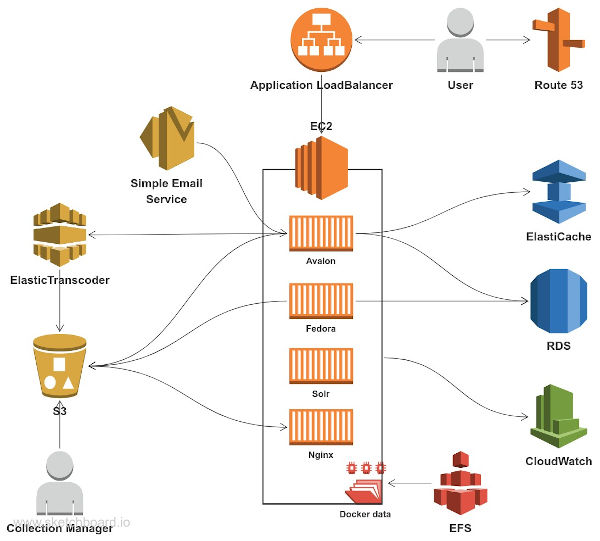 Application LoadBalancer
User
Route 53
EC2
Simple Email
Service
ElastiCache
Avalon
ElasticTranscoder
Fedora
RDS
Solr
S3
Nginx
CloudWatch
Docker data
EFS
www.sketchboard.io
Collection Manager